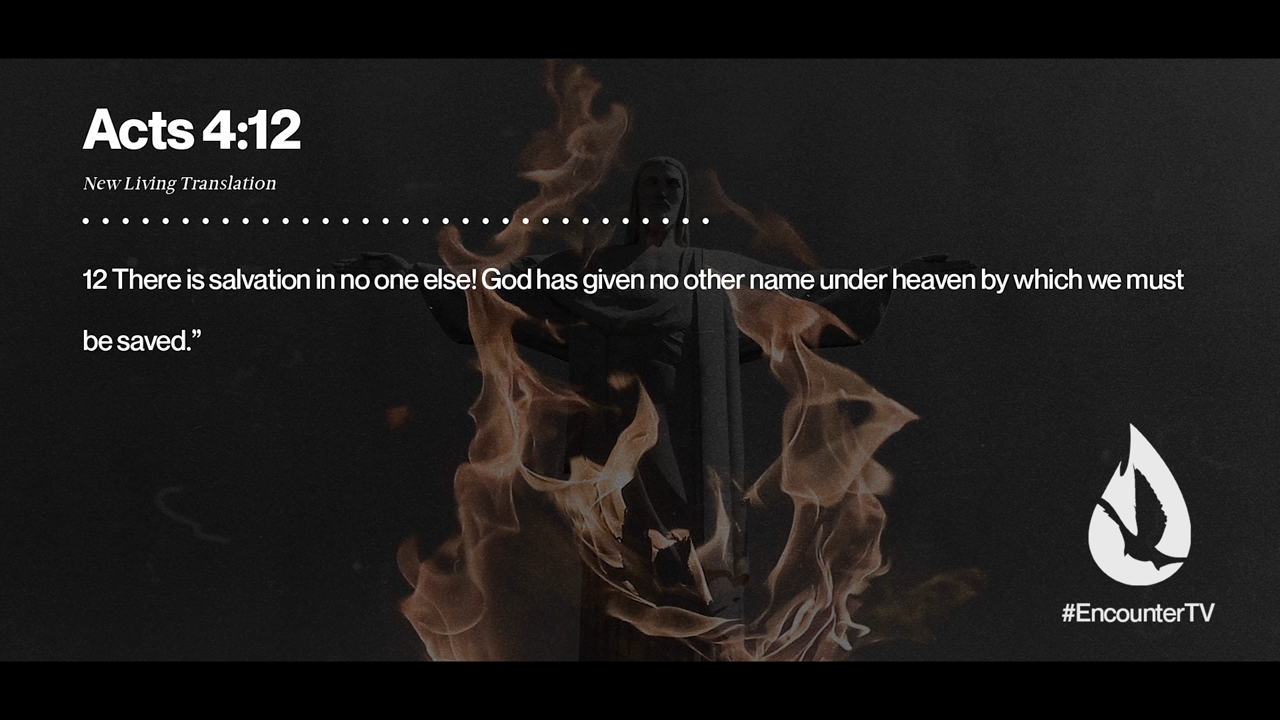 Acts 4:12
New Living Translation
12 There is salvation in no one else! God has given no other name under heaven by which we must
be saved.”
#EncounterTV